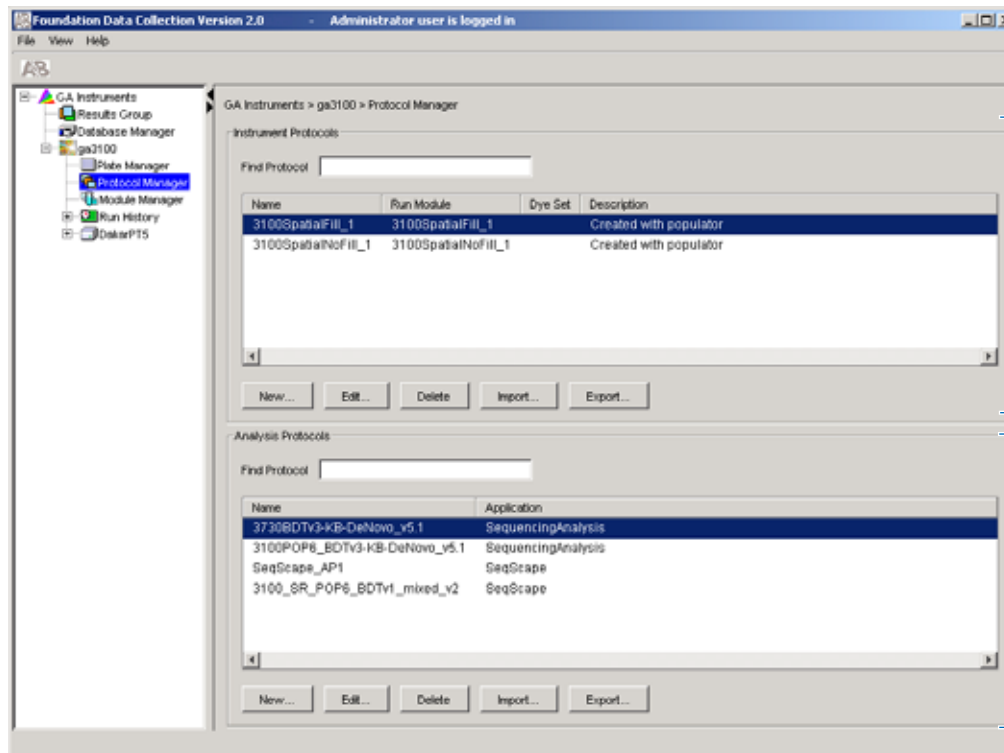 Foundation Data Collection Version 2.0 - Administrator user is logged in
File View Help
AB
GA Instruments
Results Group
Database Manager
ga3100
Plate Manager
Protocol Manager
Module Manager
Run History
DakarPT5
GA Instruments > ga3100 > Protocol Manager
Instrument Protocols
Find Protocol
Name Run Module Dye Set Description
3100SpatialFill_1 3100SpatialFill_1 Created with populator
3100SpatialNoFill_1 3100SpatialNoFill_1 Created with populator
New... Edit... Delete Import... Export...
Analysis Protocols
Find Protocol
Name Application
3730BDTv3-KB-DeNovo_v5.1 SequencingAnalysis
3100POP6_BDTv3-KB-DeNovo_v5.1 SequencingAnalysis
SeqScape_AP1 SeqScape
3100_SR_POP6_BDTv1_mixed_v2 SeqScape
New... Edit... Delete Import... Export...